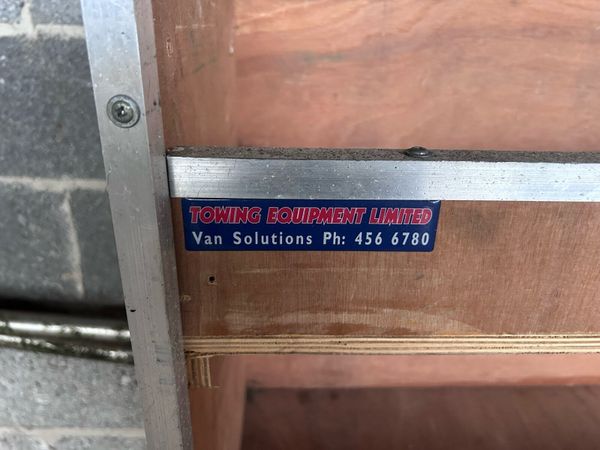 TOWING EQUIPMENT LIMITED
Van Solutions Ph: 456 6780